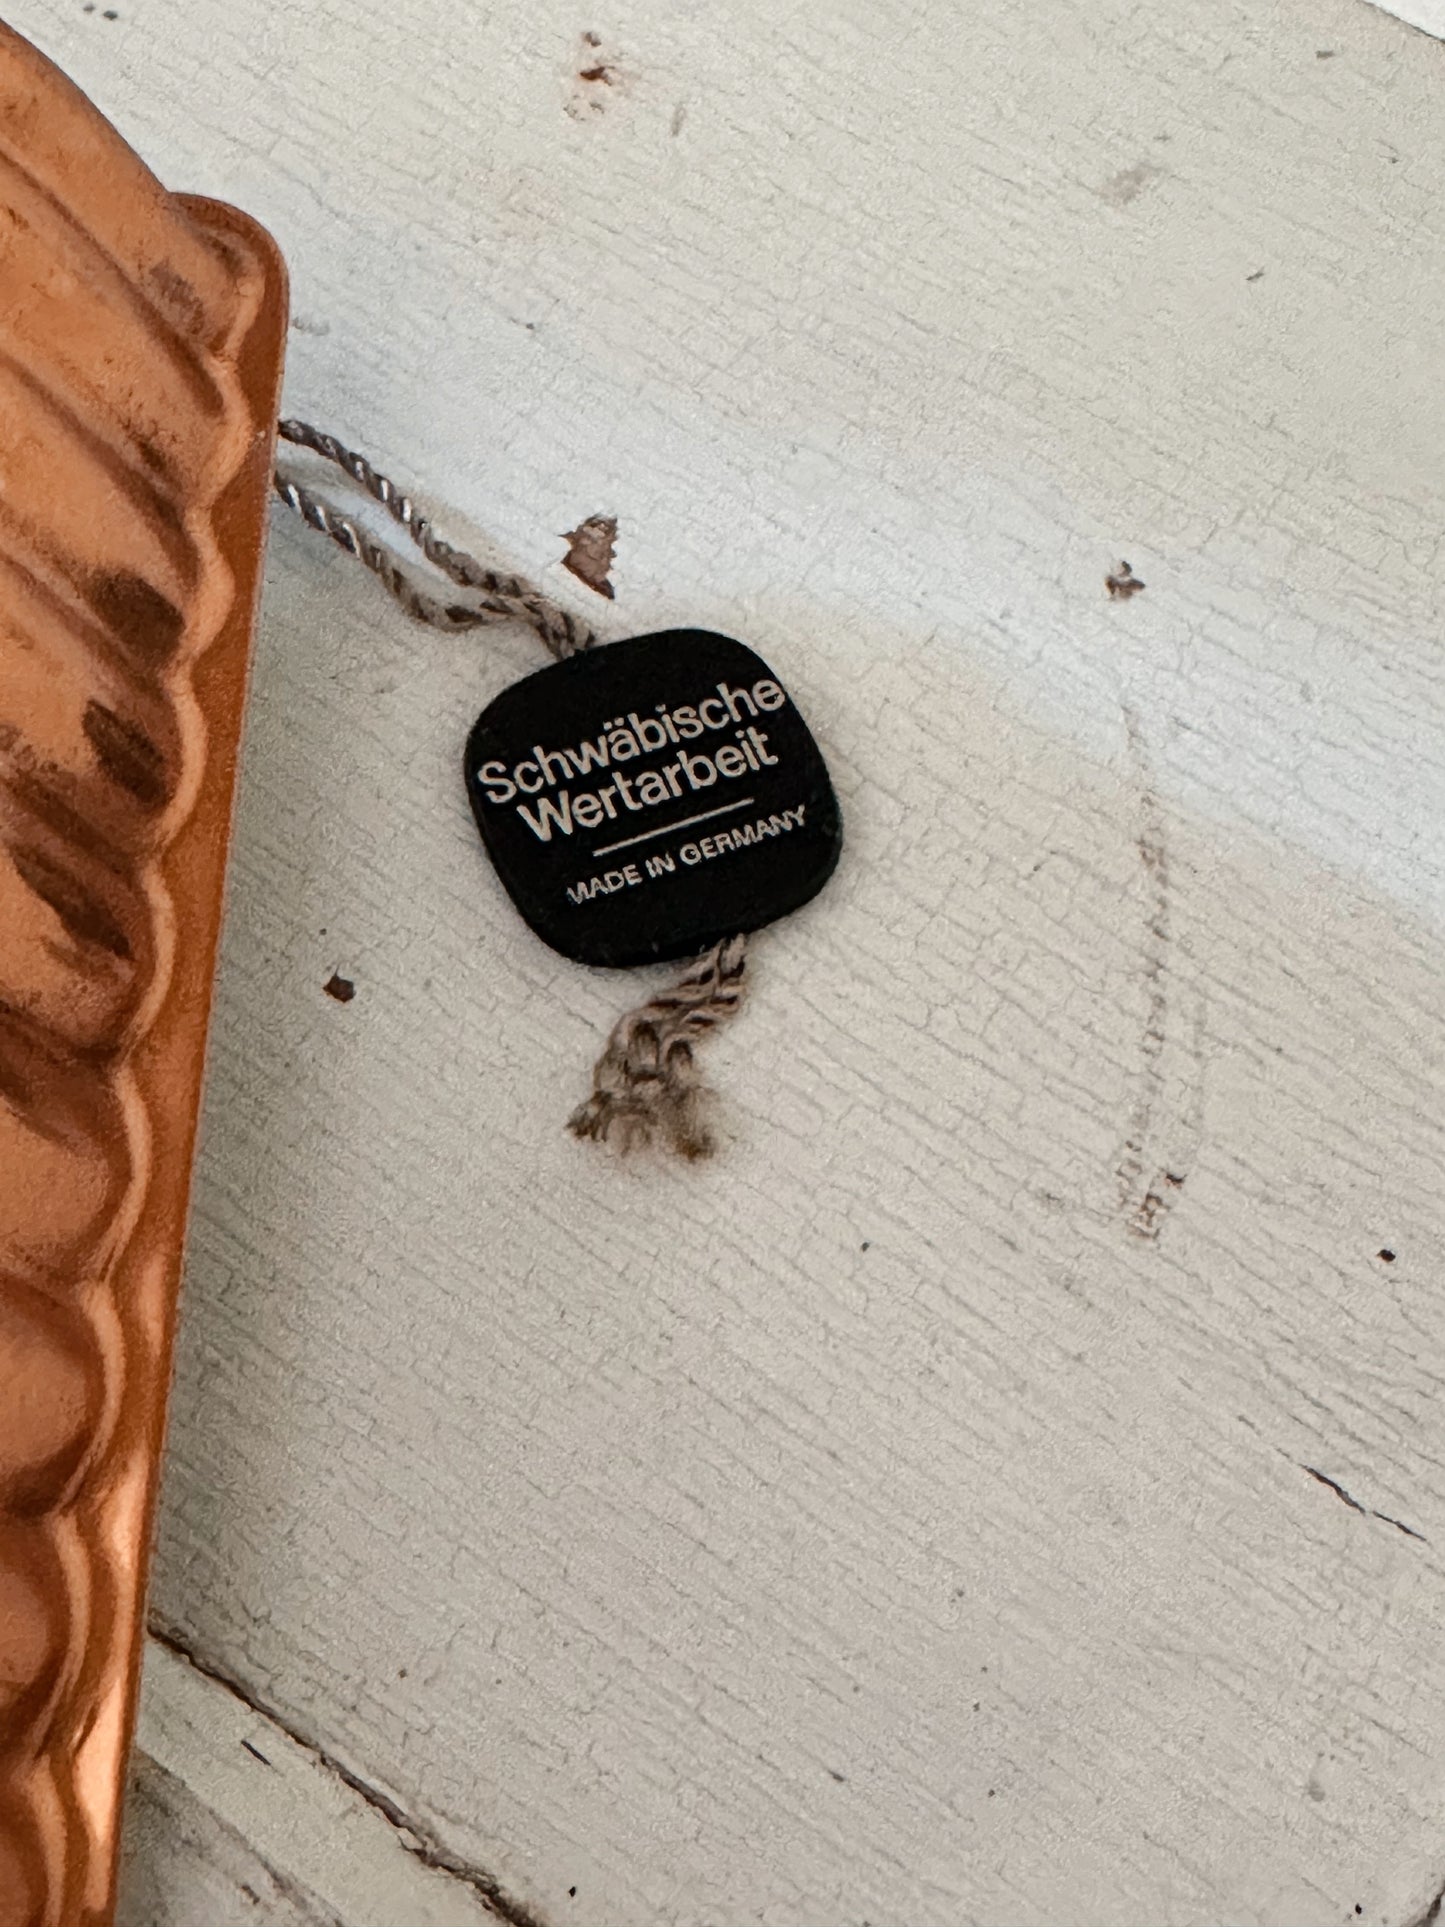 Schwäbische
Wertarbeit
MADE IN GERMANY